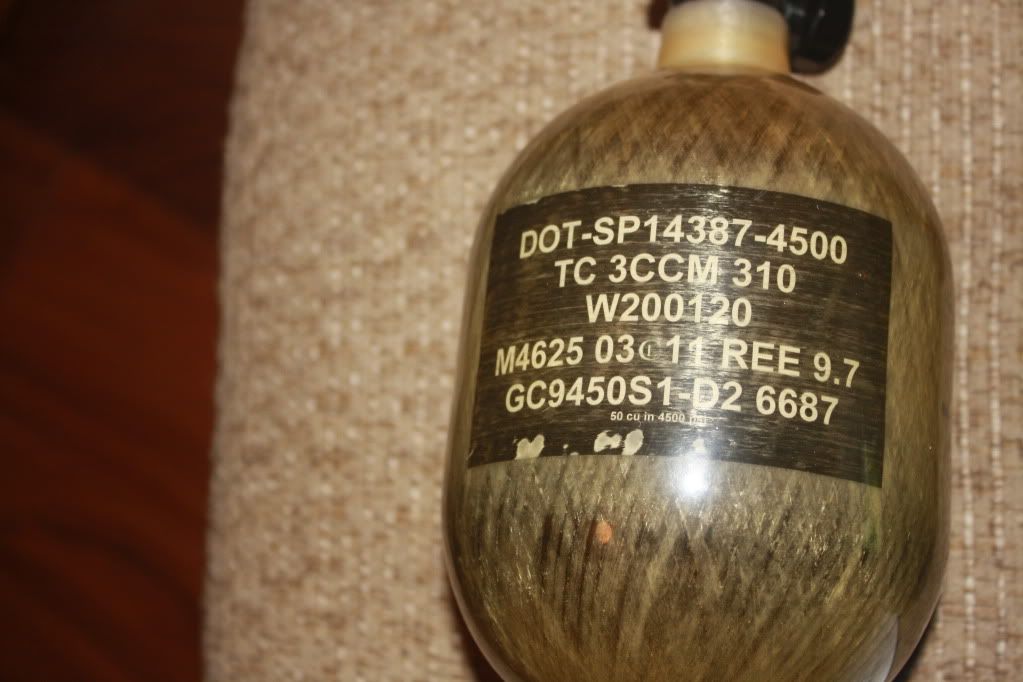 DOT-SP14387-4500
TC 3CCM 310
W200120
M4625 03 11 REE 9.7
GC9450S1-D2 6687
50 cu in 4500